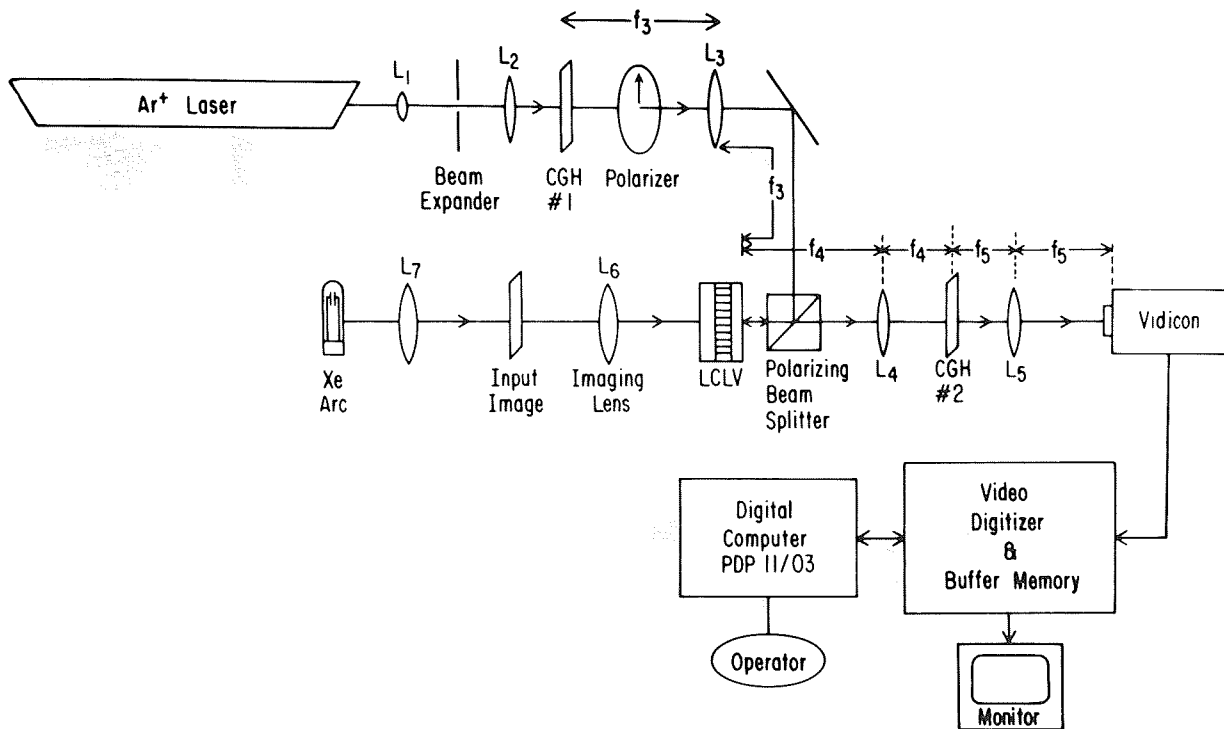 f₃
L₁
L₂
L₃
Ar⁺ Laser
Beam
Expander
CGH
#1
Polarizer
f₃
f₄
f₄
f₅
f₅
L₇
L₆
Vidicon
Xe
Arc
Input
Image
Imaging
Lens
LCLV
Polarizing
Beam
Splitter
L₄
CGH
#2
L₅
Digital
Computer
PDP 11/03
Video
Digitizer
&
Buffer Memory
Operator
Monitor